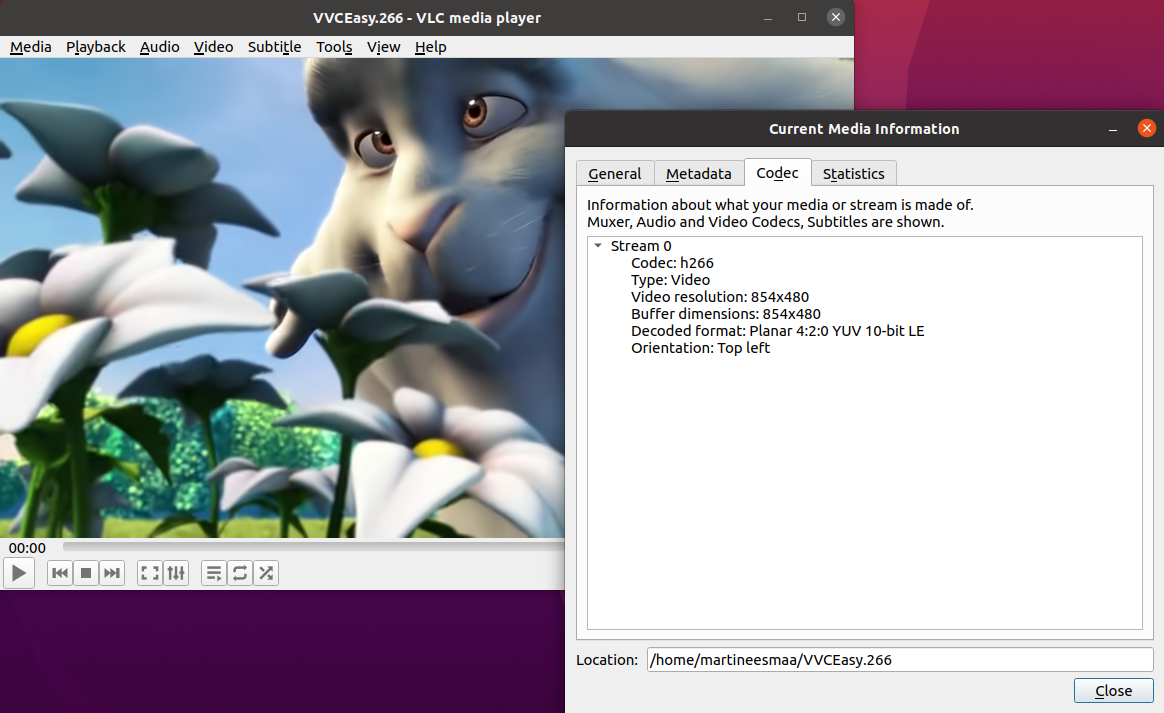 VVCEasy.266 - VLC media player
Media Playback Audio Video Subtitle Tools View Help
Current Media Information
General Metadata Codec Statistics
Information about what your media or stream is made of.
Muxer, Audio and Video Codecs, Subtitles are shown.
Stream 0
Codec: h266
Type: Video
Video resolution: 854x480
Buffer dimensions: 854x480
Decoded format: Planar 4:2:0 YUV 10-bit LE
Orientation: Top left
00:00
Location: /home/martineesmaa/VVCEasy.266
Close